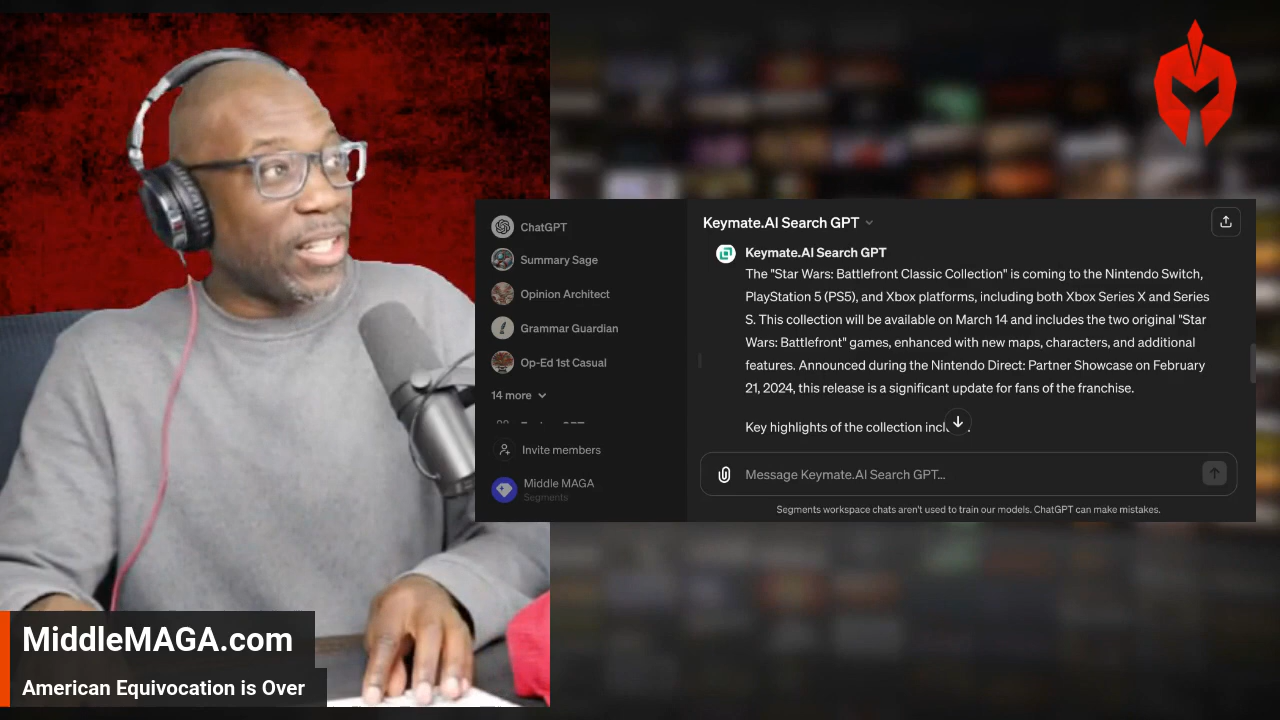 ChatGPT
Summary Sage
Opinion Architect
Grammar Guardian
Op-Ed 1st Casual
14 more
Invite members
Middle MAGA
Segments
Keymate.AI Search GPT
Keymate.AI Search GPT
The "Star Wars: Battlefront Classic Collection" is coming to the Nintendo Switch,
PlayStation 5 (PS5), and Xbox platforms, including both Xbox Series X and Series
S. This collection will be available on March 14 and includes the two original "Star
Wars: Battlefront" games, enhanced with new maps, characters, and additional
features. Announced during the Nintendo Direct: Partner Showcase on February
21, 2024, this release is a significant update for fans of the franchise.
Key highlights of the collection
Message Keymate.AI Search GPT...
Segments workspace chats aren't used to train our models. ChatGPT can make mistakes.
MiddleMAGA.com
American Equivocation is Over